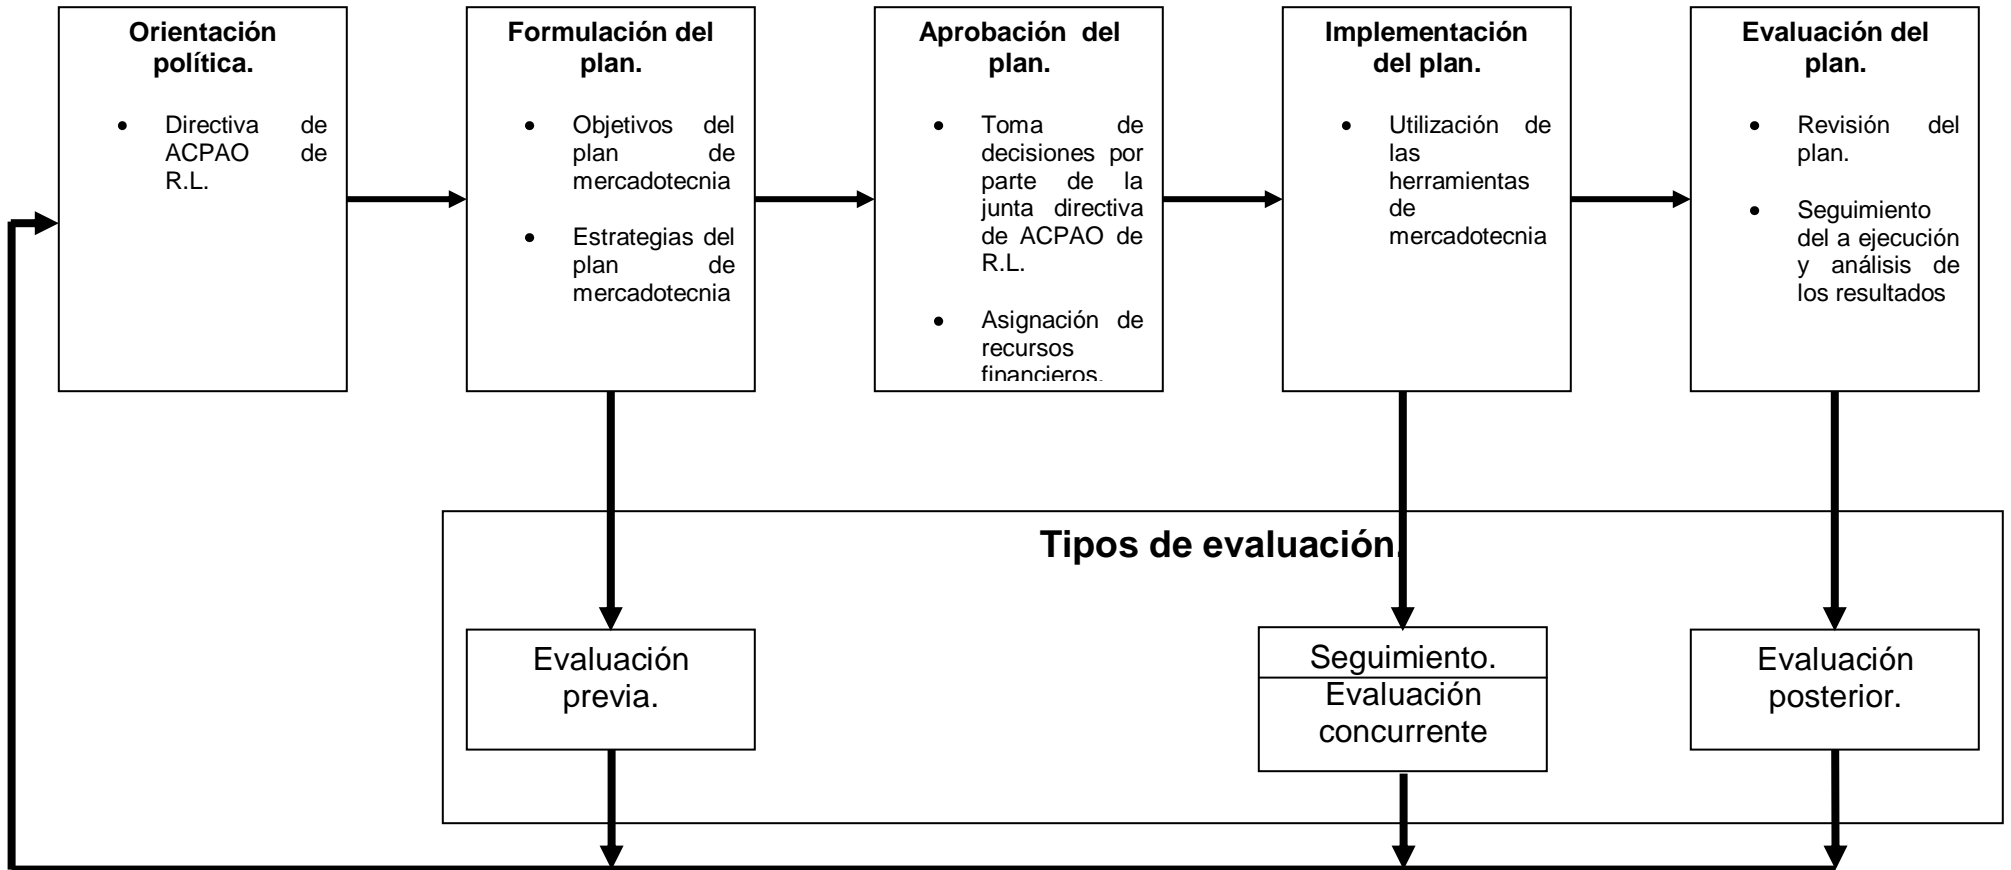 Orientación
política.
• Directiva de
ACPAO de
R.L.
Formulación del
plan.
• Objetivos del
plan de
mercadotecnia
• Estrategias del
plan de
mercadotecnia
Aprobación del
plan.
• Toma de
decisiones por
parte de la
junta directiva
de ACPAO de
R.L.
• Asignación de
recursos
financieros.
Implementación
del plan.
• Utilización de
las
herramientas
de
mercadotecnia
Evaluación del
plan.
• Revisión del
plan.
• Seguimiento
del a ejecución
y análisis de
los resultados
Tipos de evaluación.
Evaluación
previa.
Seguimiento.
Evaluación
concurrente
Evaluación
posterior.